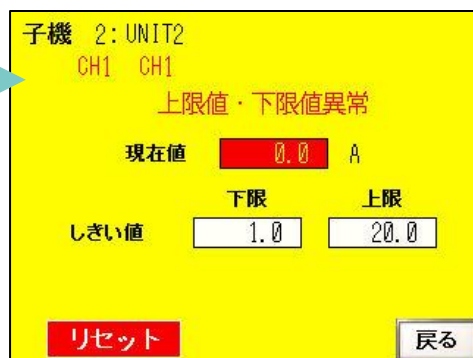 子機 2:UNIT2
CH1 CH1
上限値・下限値異常
現在値 0.0 A
下限 上限
しきい値 1.0 20.0
リセット 戻る